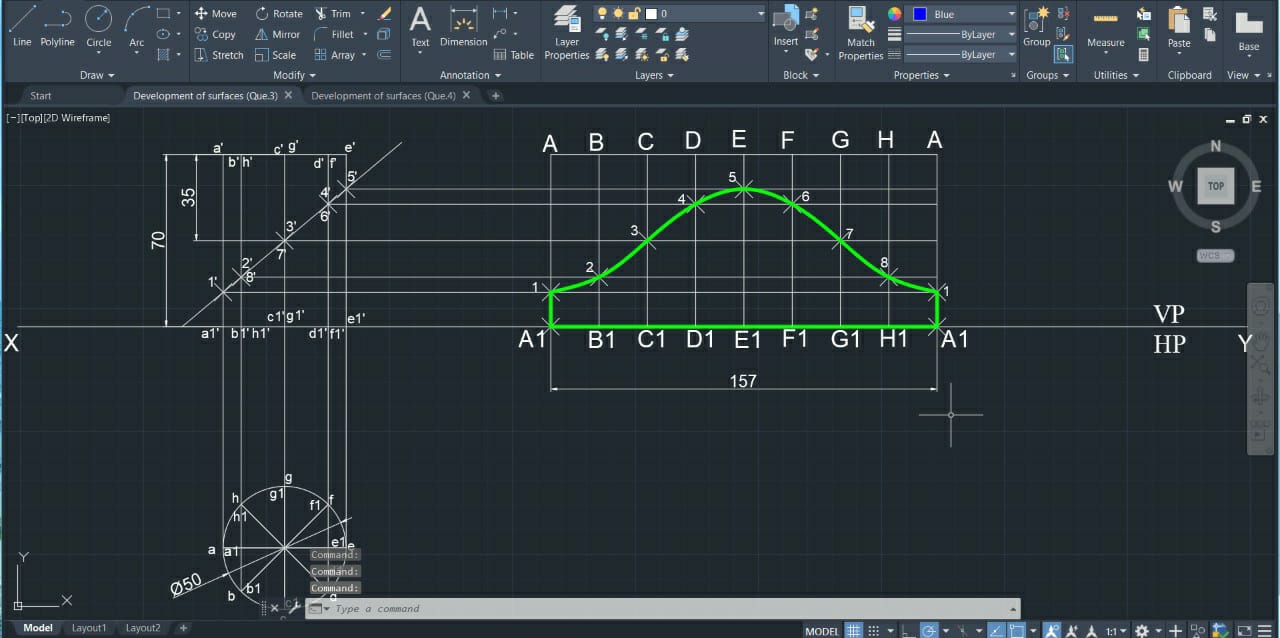 Move Rotate Trim 0 Blue
Line Polyline Circle Arc Copy Mirror Fillet Text Dimension Layer Properties Insert Match Properties ByLayer Group Measure Paste Base
Stretch Scale Array Table ByLayer
Draw Modify Annotation Layers Block Properties Groups Utilities Clipboard View
Start Development of surfaces (Que.3) Development of surfaces (Que.4)
[−][Top][2D Wireframe]
A B C D E F G H A
a' c' g' e'
b' h' d' f'
N
W TOP E
S
WCS
5' 5
35 4' 4 6
6'
70 3' 3 7
7'
2' 2 8
8'
1' 1 1
c1' g1' e1'
a1' b1' h1' d1' f1'
VP
X HP Y
A1 B1 C1 D1 E1 F1 G1 H1 A1
157
g
h g1 f
h1 f1
a a1 e1 e
Y Command:
Command:
Ø50 b1 Command:
b d
X c1
c
Type a command
Model Layout1 Layout2 MODEL 1:1